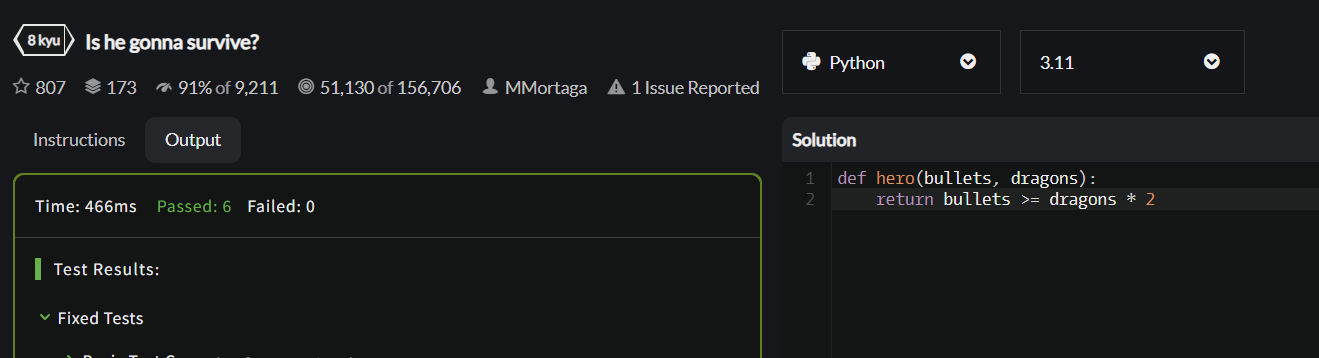 8 kyu Is he gonna survive?
807 173 91% of 9,211 51,130 of 156,706 MMortaga 1 Issue Reported
Python 3.11
Instructions Output
Time: 466ms Passed: 6 Failed: 0
Test Results:
Fixed Tests
Solution
1 def hero(bullets, dragons):
2 return bullets >= dragons * 2